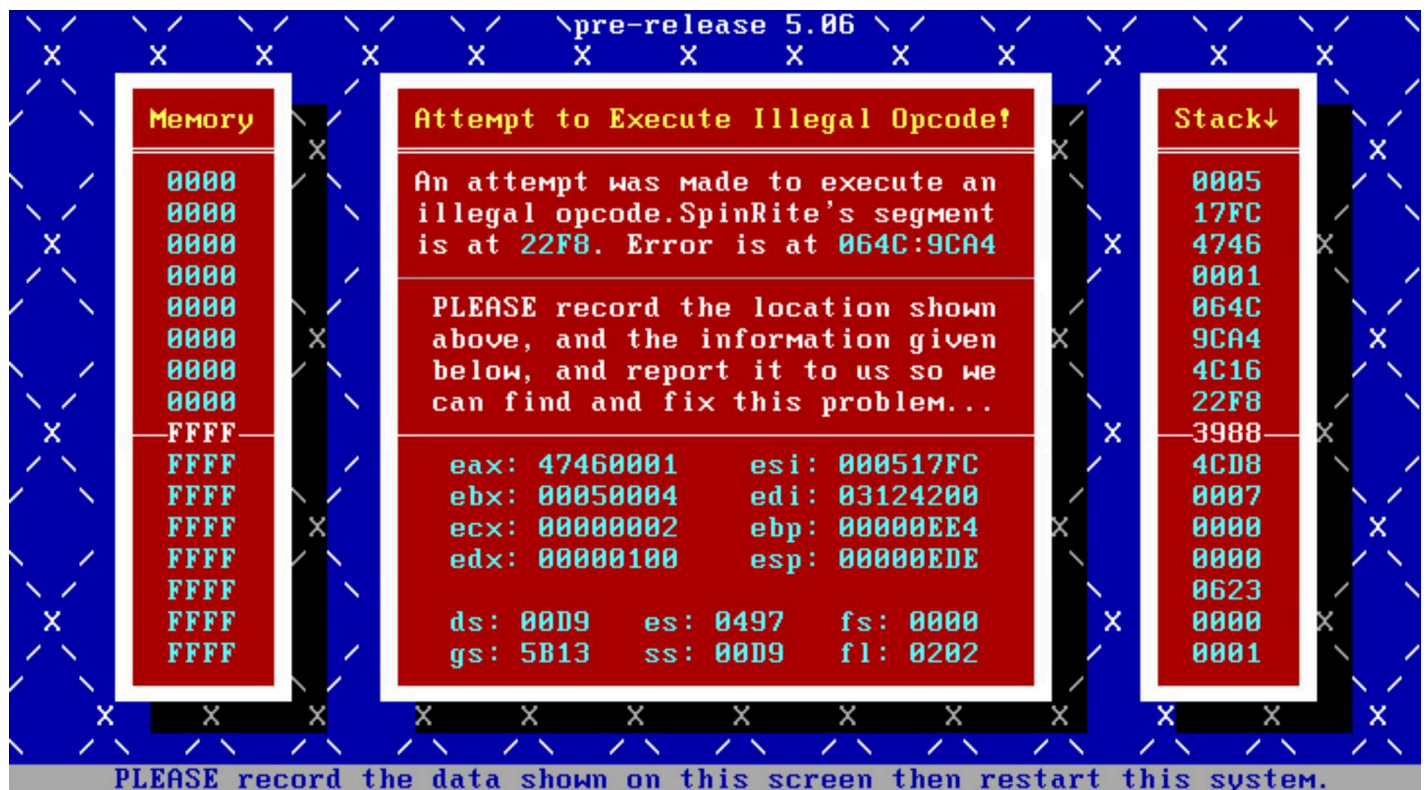 pre-release 5.06
Memory
0000
0000
0000
0000
0000
0000
0000
0000
FFFF
FFFF
FFFF
FFFF
FFFF
FFFF
FFFF
FFFF
Attempt to Execute Illegal Opcode!
An attempt was made to execute an
illegal opcode.SpinRite's segment
is at 22F8. Error is at 064C:9CA4
PLEASE record the location shown
above, and the information given
below, and report it to us so we
can find and fix this problem...
eax: 47460001 esi: 000517FC
ebx: 00050004 edi: 03124200
ecx: 00000002 ebp: 00000EE4
edx: 00000100 esp: 00000EDE
ds: 00D9 es: 0497 fs: 0000
gs: 5B13 ss: 00D9 fl: 0202
Stack↓
0005
17FC
4746
0001
064C
9CA4
4C16
22F8
3988
4CD8
0007
0000
0000
0623
0000
0001
PLEASE record the data shown on this screen then restart this system.